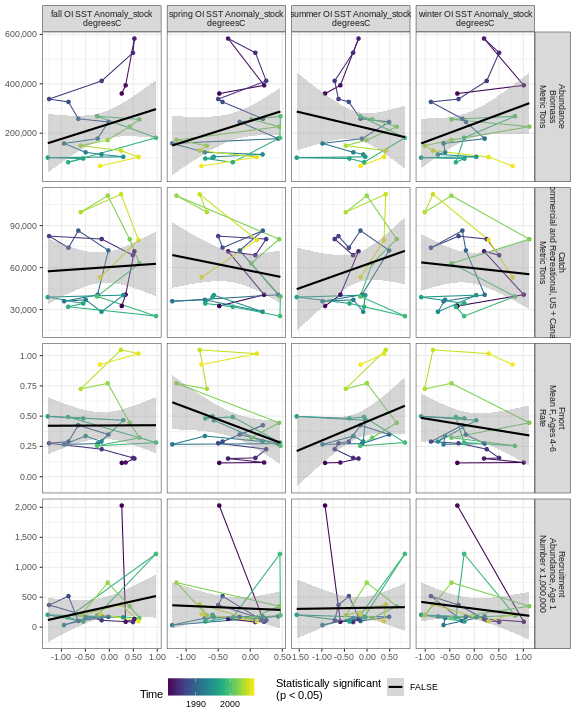 fall OI SST Anomaly_stock
degreesC
spring OI SST Anomaly_stock
degreesC
summer OI SST Anomaly_stock
degreesC
winter OI SST Anomaly_stock
degreesC
600,000
400,000
200,000
Abundance
Biomass
Metric Tons
90,000
60,000
30,000
Catch
mmercial and Recreational, US + Cana
Metric Tons
1.00
0.75
0.50
0.25
0.00
Fmort
Mean F, Ages 4-6
Rate
2,000
1,500
1,000
500
0
Recruitment
Abundance, Age 1
Number x 1,000,000
-1.00 -0.50 0.00 0.50 1.00
-1.00 -0.50 0.00 0.50
-1.50 -1.00 -0.50 0.00 0.50
-1.00 -0.50 0.00 0.50 1.00
Time
1990 2000
Statistically significant
(p < 0.05)
FALSE